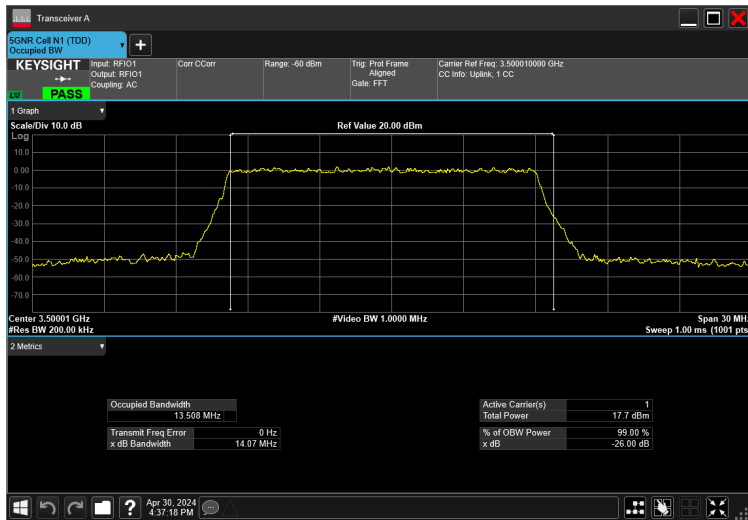 Transceiver A
5GNR Cell N1 (TDD)
Occupied BW
KEYSIGHT
LXI
PASS
Input: RFIO1
Output: RFIO1
Coupling: AC
Corr CCorr
Range: -60 dBm
Trig: Prot Frame
Aligned
Gate: FFT
Carrier Ref Freq: 3.500010000 GHz
CC Info: Uplink, 1 CC
1 Graph
Scale/Div 10.0 dB
Ref Value 20.00 dBm
Log
10.0
0.00
-10.0
-20.0
-30.0
-40.0
-50.0
-60.0
-70.0
Center 3.50001 GHz
#Video BW 1.0000 MHz
Span 30 MH
#Res BW 200.00 kHz
Sweep 1.00 ms (1001 pts
2 Metrics
Occupied Bandwidth
13.508 MHz
Transmit Freq Error 0 Hz
x dB Bandwidth 14.07 MHz
Active Carrier(s) 1
Total Power 17.7 dBm
% of OBW Power 99.00 %
x dB -26.00 dB
?
Apr 30, 2024
4:37:18 PM